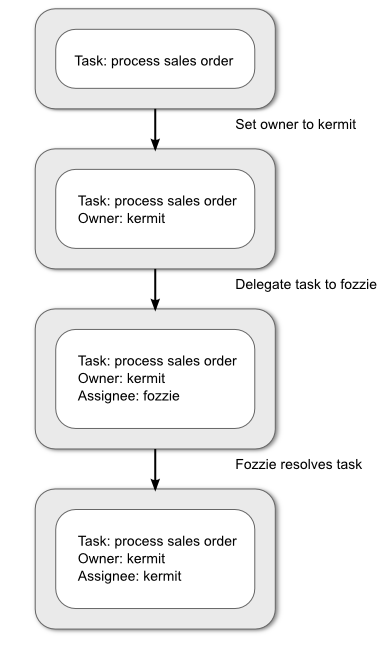 Task: process sales order
Set owner to kermit
Task: process sales order
Owner: kermit
Delegate task to fozzie
Task: process sales order
Owner: kermit
Assignee: fozzie
Fozzie resolves task
Task: process sales order
Owner: kermit
Assignee: kermit